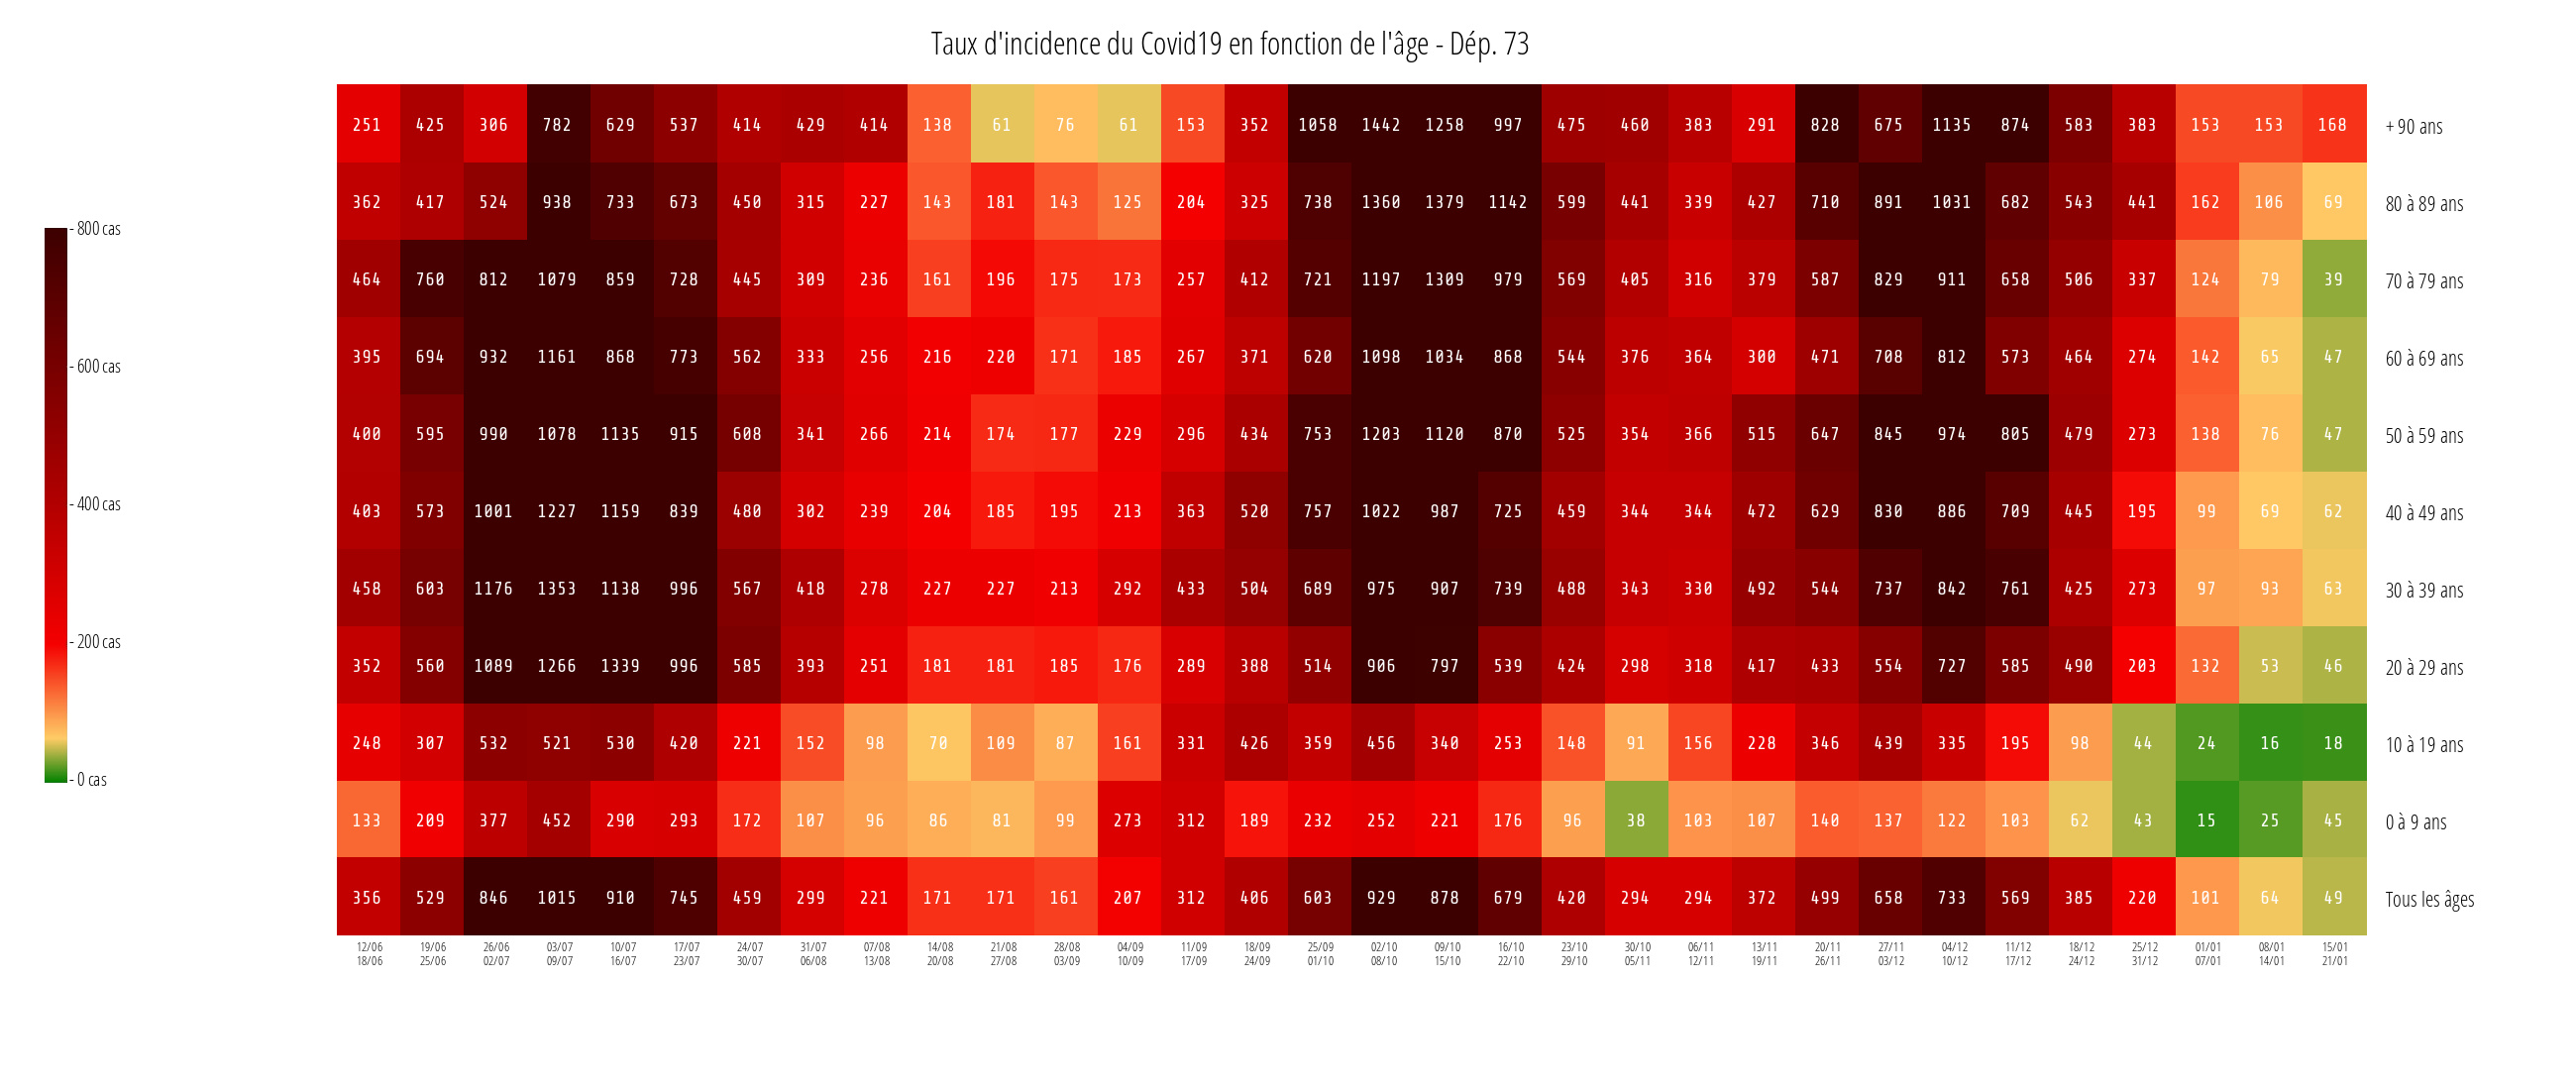 Taux d'incidence du Covid19 en fonction de l'âge - Dép. 73
- 800 cas
- 600 cas
- 400 cas
- 200 cas
- 0 cas
251 425 306 782 629 537 414 429 414 138 61 76 61 153 352 1058 1442 1258 997 475 460 383 291 828 675 1135 874 583 383 153 153 168 + 90 ans
362 417 524 938 733 673 450 315 227 143 181 143 125 204 325 738 1360 1379 1142 599 441 339 427 710 891 1031 682 543 441 162 106 69 80 à 89 ans
464 760 812 1079 859 728 445 309 236 161 196 175 173 257 412 721 1197 1309 979 569 405 316 379 587 829 911 658 506 337 124 79 39 70 à 79 ans
395 694 932 1161 868 773 562 333 256 216 220 171 185 267 371 620 1098 1034 868 544 376 364 300 471 708 812 573 464 274 142 65 47 60 à 69 ans
400 595 990 1078 1135 915 608 341 266 214 174 177 229 296 434 753 1203 1120 870 525 354 366 515 647 845 974 805 479 273 138 76 47 50 à 59 ans
403 573 1001 1227 1159 839 480 302 239 204 185 195 213 363 520 757 1022 987 725 459 344 344 472 629 830 886 709 445 195 99 69 62 40 à 49 ans
458 603 1176 1353 1138 996 567 418 278 227 227 213 292 433 504 689 975 907 739 488 343 330 492 544 737 842 761 425 273 97 93 63 30 à 39 ans
352 560 1089 1266 1339 996 585 393 251 181 181 185 176 289 388 514 906 797 539 424 298 318 417 433 554 727 585 490 203 132 53 46 20 à 29 ans
248 307 532 521 530 420 221 152 98 70 109 87 161 331 426 359 456 340 253 148 91 156 228 346 439 335 195 98 44 24 16 18 10 à 19 ans
133 209 377 452 290 293 172 107 96 86 81 99 273 312 189 232 252 221 176 96 38 103 107 140 137 122 103 62 43 15 25 45 0 à 9 ans
356 529 846 1015 910 745 459 299 221 171 171 161 207 312 406 603 929 878 679 420 294 294 372 499 658 733 569 385 220 101 64 49 Tous les âges
12/06 19/06 26/06 03/07 10/07 17/07 24/07 31/07 07/08 14/08 21/08 28/08 04/09 11/09 18/09 25/09 02/10 09/10 16/10 23/10 30/10 06/11 13/11 20/11 27/11 04/12 11/12 18/12 25/12 01/01 08/01 15/01
18/06 25/06 02/07 09/07 16/07 23/07 30/07 06/08 13/08 20/08 27/08 03/09 10/09 17/09 24/09 01/10 08/10 15/10 22/10 29/10 05/11 12/11 19/11 26/11 03/12 10/12 17/12 24/12 31/12 07/01 14/01 21/01